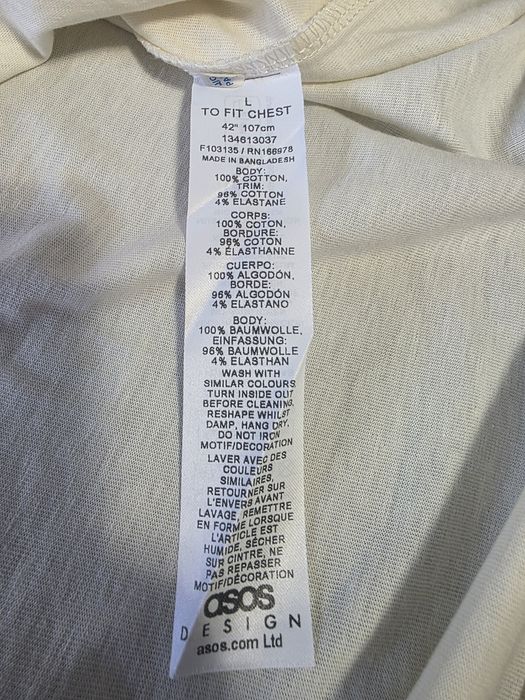 L
TO FIT CHEST
42" 107cm
134613037
F103135 / RN166978
MADE IN BANGLADESH
BODY:
100% COTTON,
TRIM:
96% COTTON
4% ELASTANE
CORPS:
100% COTON,
BORDURE:
96% COTON
4% ÉLASTHANNE
CUERPO:
100% ALGODÓN,
BORDE:
96% ALGODÓN
4% ELASTANO
BODY:
100% BAUMWOLLE,
EINFASSUNG:
96% BAUMWOLLE
4% ELASTHAN
WASH WITH
SIMILAR COLOURS
TURN INSIDE OUT
BEFORE CLEANING,
RESHAPE WHILST
DAMP, HANG DRY,
DO NOT IRON
MOTIF/DECORATION
LAVER AVEC DES
COULEURS
SIMILAIRES,
RETOURNER SUR
L'ENVERS AVANT
LAVAGE, REMETTRE
EN FORME LORSQUE
L'ARTICLE EST
HUMIDE, SÉCHER
SUR CINTRE, NE
PAS REPASSER
MOTIF/DÉCORATION
asos
DESIGN
asos.com Ltd